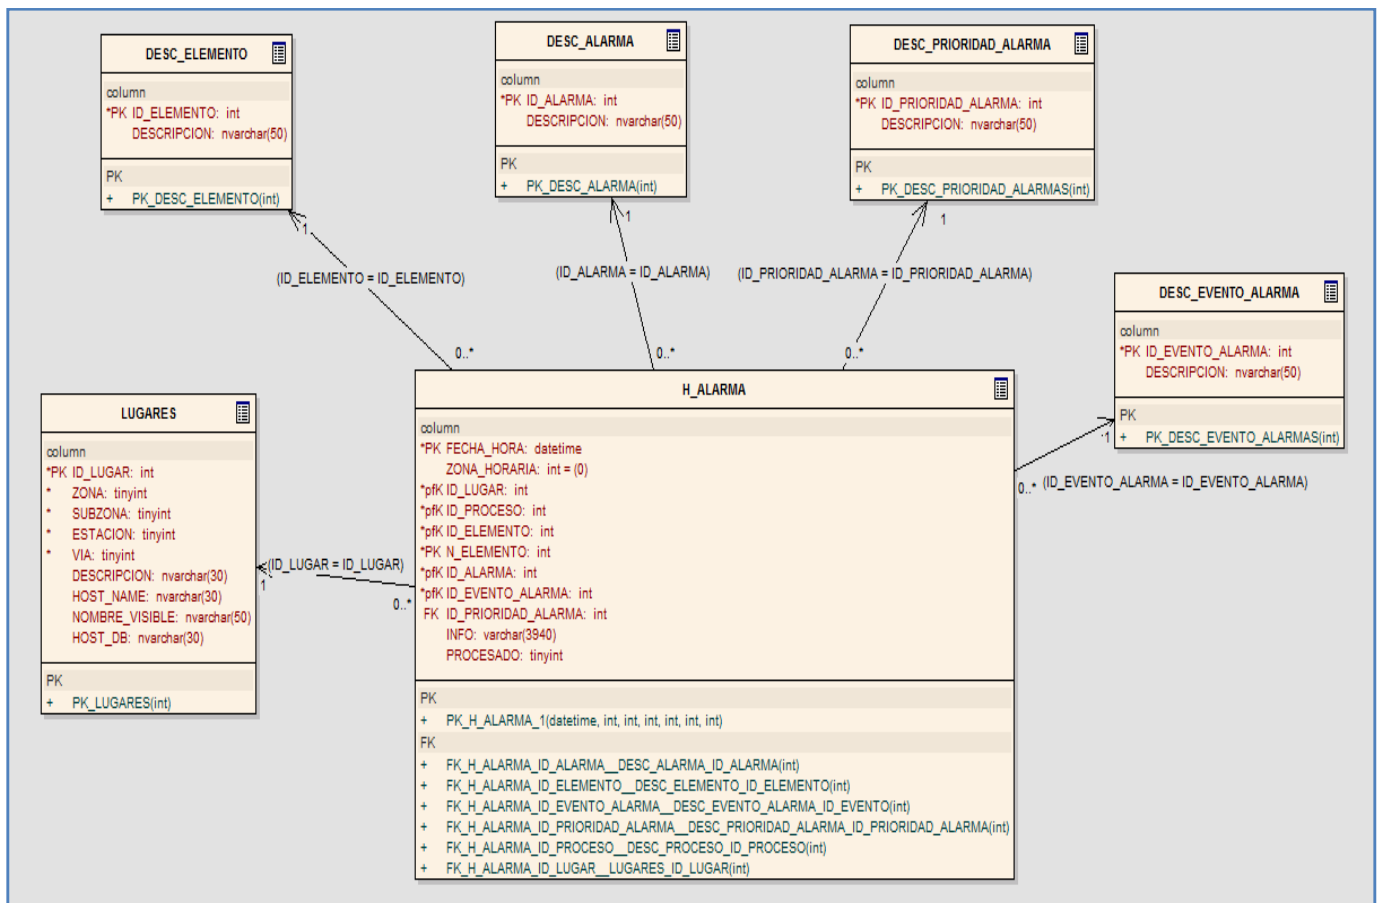 DESC_ELEMENTO
column
*PK ID_ELEMENTO: int
DESCRIPCION: nvarchar(50)
PK
+ PK_DESC_ELEMENTO(int)
DESC_ALARMA
column
*PK ID_ALARMA: int
DESCRIPCION: nvarchar(50)
PK
+ PK_DESC_ALARMA(int)
DESC_PRIORIDAD_ALARMA
column
*PK ID_PRIORIDAD_ALARMA: int
DESCRIPCION: nvarchar(50)
PK
+ PK_DESC_PRIORIDAD_ALARMAS(int)
1
1
1
(ID_ELEMENTO = ID_ELEMENTO)
(ID_ALARMA = ID_ALARMA)
(ID_PRIORIDAD_ALARMA = ID_PRIORIDAD_ALARMA)
0..*
0..*
0..*
DESC_EVENTO_ALARMA
column
*PK ID_EVENTO_ALARMA: int
DESCRIPCION: nvarchar(50)
PK
+ PK_DESC_EVENTO_ALARMAS(int)
1
0..*
(ID_EVENTO_ALARMA = ID_EVENTO_ALARMA)
LUGARES
column
*PK ID_LUGAR: int
* ZONA: tinyint
* SUBZONA: tinyint
* ESTACION: tinyint
* VIA: tinyint
DESCRIPCION: nvarchar(30)
HOST_NAME: nvarchar(30)
NOMBRE_VISIBLE: nvarchar(50)
HOST_DB: nvarchar(30)
PK
+ PK_LUGARES(int)
(ID_LUGAR = ID_LUGAR)
1
0..*
H_ALARMA
column
*PK FECHA_HORA: datetime
ZONA_HORARIA: int = (0)
*pfK ID_LUGAR: int
*pfK ID_PROCESO: int
*pfK ID_ELEMENTO: int
*PK N_ELEMENTO: int
*pfK ID_ALARMA: int
*pfK ID_EVENTO_ALARMA: int
FK ID_PRIORIDAD_ALARMA: int
INFO: varchar(3940)
PROCESADO: tinyint
PK
+ PK_H_ALARMA_1(datetime, int, int, int, int, int, int)
FK
+ FK_H_ALARMA_ID_ALARMA__DESC_ALARMA_ID_ALARMA(int)
+ FK_H_ALARMA_ID_ELEMENTO__DESC_ELEMENTO_ID_ELEMENTO(int)
+ FK_H_ALARMA_ID_EVENTO_ALARMA__DESC_EVENTO_ALARMA_ID_EVENTO(int)
+ FK_H_ALARMA_ID_PRIORIDAD_ALARMA__DESC_PRIORIDAD_ALARMA_ID_PRIORIDAD_ALARMA(int)
+ FK_H_ALARMA_ID_PROCESO__DESC_PROCESO_ID_PROCESO(int)
+ FK_H_ALARMA_ID_LUGAR__LUGARES_ID_LUGAR(int)